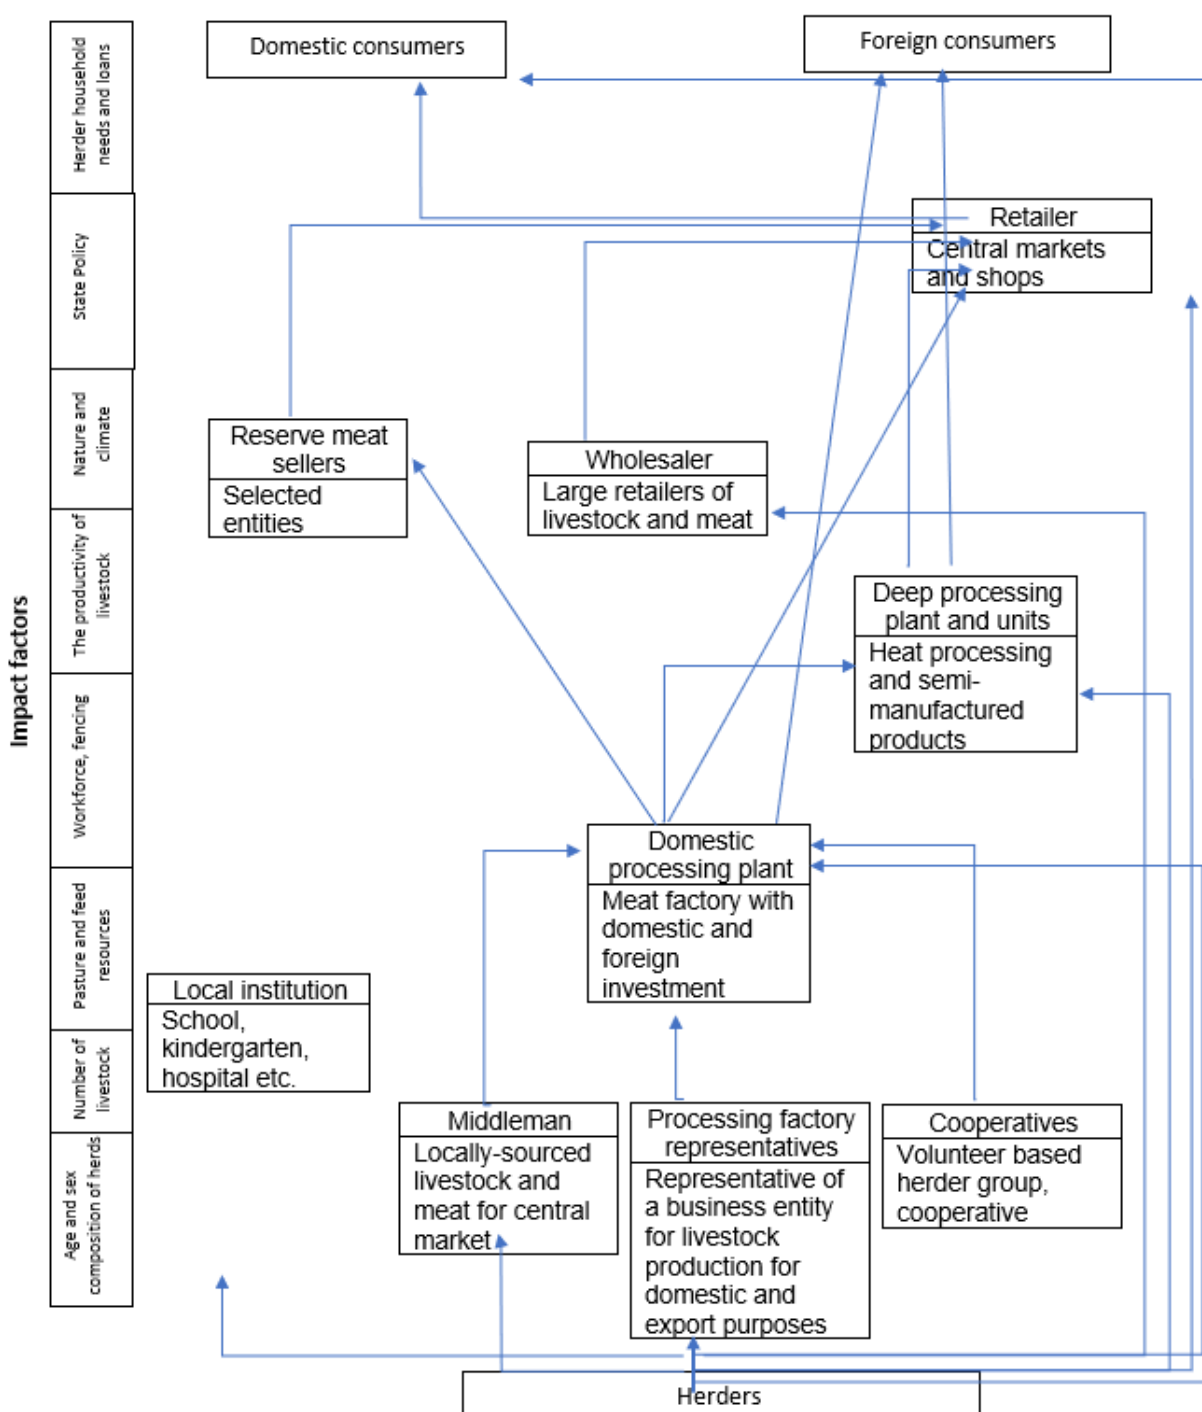 Impact factors
Herder household
needs and loans
State Policy
Nature and
climate
The productivity of
livestock
Workforce, fencing
Pasture and feed
resources
Number of
livestock
Age and sex
composition of herds
Domestic consumers
Foreign consumers
Retailer
Central markets
and shops
Reserve meat
sellers
Selected
entities
Wholesaler
Large retailers of
livestock and meat
Deep processing
plant and units
Heat processing
and semi-
manufactured
products
Domestic
processing plant
Meat factory with
domestic and
foreign
investment
Local institution
School,
kindergarten,
hospital etc.
Middleman
Locally-sourced
livestock and
meat for central
market
Processing factory
representatives
Representative of
a business entity
for livestock
production for
domestic and
export purposes
Cooperatives
Volunteer based
herder group,
cooperative
Herders